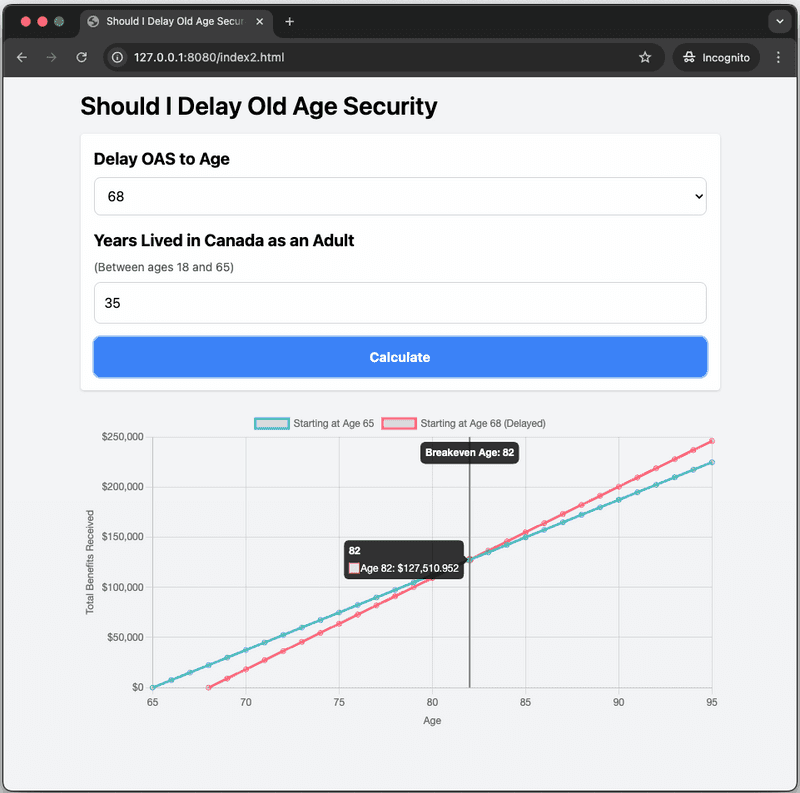 Should I Delay Old Age Secur
127.0.0.1:8080/index2.html
Incognito
Should I Delay Old Age Security
Delay OAS to Age
68
Years Lived in Canada as an Adult
(Between ages 18 and 65)
35
Calculate
Starting at Age 65 Starting at Age 68 (Delayed)
$250,000
Breakeven Age: 82
$200,000
$150,000
82
Age 82: $127,510.952
$100,000
Total Benefits Received
$50,000
$0
65 70 75 80 85 90 95
Age